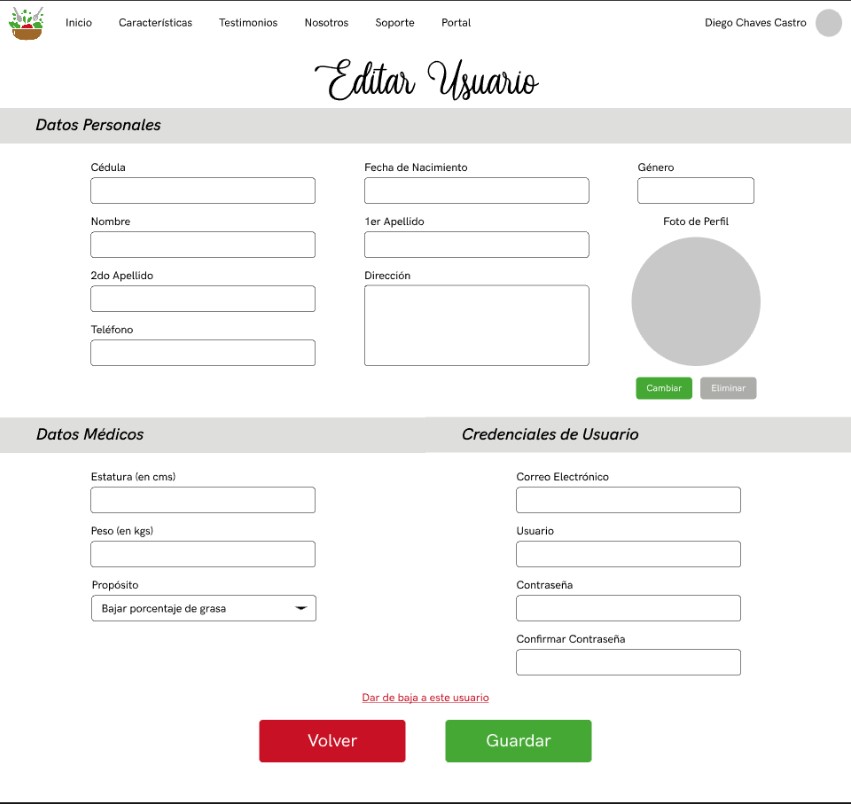 Inicio Características Testimonios Nosotros Soporte Portal Diego Chaves Castro
Editar Usuario
Datos Personales
Cédula Fecha de Nacimiento Género
Nombre 1er Apellido Foto de Perfil
2do Apellido Dirección
Teléfono
Cambiar Eliminar
Datos Médicos Credenciales de Usuario
Estatura (en cms) Correo Electrónico
Peso (en kgs) Usuario
Propósito Contraseña
Bajar porcentaje de grasa
Confirmar Contraseña
Dar de baja a este usuario
Volver Guardar